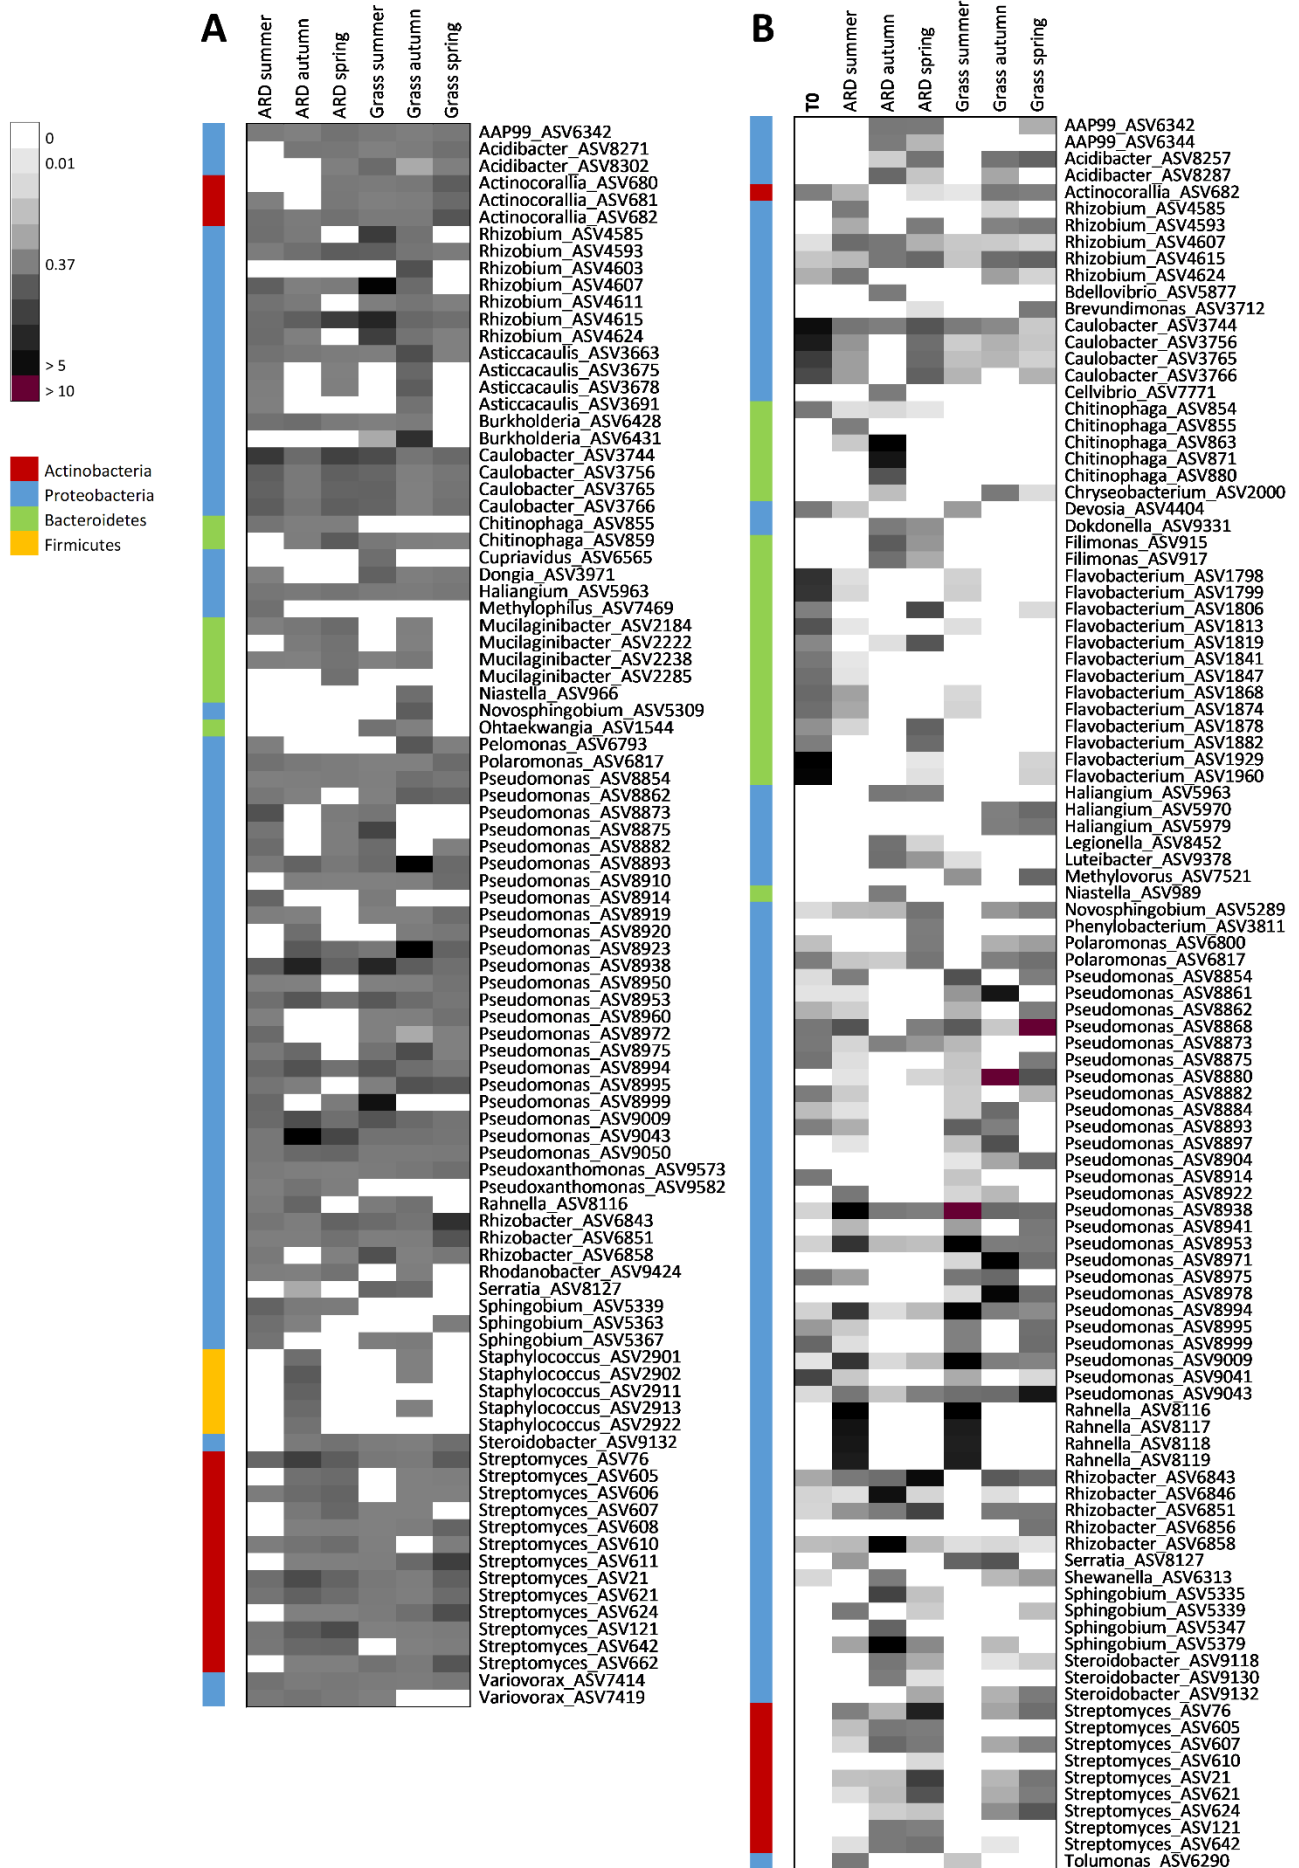 A
ARD summer
ARD autumn
ARD spring
Grass summer
Grass autumn
Grass spring
0
0.01
0.37
> 5
> 10
Actinobacteria
Proteobacteria
Bacteroidetes
Firmicutes
AAP99_ASV6342
Acidibacter_ASV8271
Acidibacter_ASV8302
Actinocorallia_ASV680
Actinocorallia_ASV681
Actinocorallia_ASV682
Rhizobium_ASV4585
Rhizobium_ASV4593
Rhizobium_ASV4603
Rhizobium_ASV4607
Rhizobium_ASV4611
Rhizobium_ASV4615
Rhizobium_ASV4624
Asticcacaulis_ASV3663
Asticcacaulis_ASV3675
Asticcacaulis_ASV3678
Asticcacaulis_ASV3691
Burkholderia_ASV6428
Burkholderia_ASV6431
Caulobacter_ASV3744
Caulobacter_ASV3756
Caulobacter_ASV3765
Caulobacter_ASV3766
Chitinophaga_ASV855
Chitinophaga_ASV859
Cupriavidus_ASV6565
Dongia_ASV3971
Haliangium_ASV5963
Methylophilus_ASV7469
Mucilaginibacter_ASV2184
Mucilaginibacter_ASV2222
Mucilaginibacter_ASV2238
Mucilaginibacter_ASV2285
Niastella_ASV966
Novosphingobium_ASV5309
Ohtaekwangia_ASV1544
Pelomonas_ASV6793
Polaromonas_ASV6817
Pseudomonas_ASV8854
Pseudomonas_ASV8862
Pseudomonas_ASV8873
Pseudomonas_ASV8875
Pseudomonas_ASV8882
Pseudomonas_ASV8893
Pseudomonas_ASV8910
Pseudomonas_ASV8914
Pseudomonas_ASV8919
Pseudomonas_ASV8920
Pseudomonas_ASV8923
Pseudomonas_ASV8938
Pseudomonas_ASV8950
Pseudomonas_ASV8953
Pseudomonas_ASV8960
Pseudomonas_ASV8972
Pseudomonas_ASV8975
Pseudomonas_ASV8994
Pseudomonas_ASV8995
Pseudomonas_ASV8999
Pseudomonas_ASV9009
Pseudomonas_ASV9043
Pseudomonas_ASV9050
Pseudoxanthomonas_ASV9573
Pseudoxanthomonas_ASV9582
Rahnella_ASV8116
Rhizobacter_ASV6843
Rhizobacter_ASV6851
Rhizobacter_ASV6858
Rhodanobacter_ASV9424
Serratia_ASV8127
Sphingobium_ASV5339
Sphingobium_ASV5363
Sphingobium_ASV5367
Staphylococcus_ASV2901
Staphylococcus_ASV2902
Staphylococcus_ASV2911
Staphylococcus_ASV2913
Staphylococcus_ASV2922
Steroidobacter_ASV9132
Streptomyces_ASV76
Streptomyces_ASV605
Streptomyces_ASV606
Streptomyces_ASV607
Streptomyces_ASV608
Streptomyces_ASV610
Streptomyces_ASV611
Streptomyces_ASV21
Streptomyces_ASV621
Streptomyces_ASV624
Streptomyces_ASV121
Streptomyces_ASV642
Streptomyces_ASV662
Variovorax_ASV7414
Variovorax_ASV7419
B
T0
ARD summer
ARD autumn
ARD spring
Grass summer
Grass autumn
Grass spring
AAP99_ASV6342
AAP99_ASV6344
Acidibacter_ASV8257
Acidibacter_ASV8287
Actinocorallia_ASV682
Rhizobium_ASV4585
Rhizobium_ASV4593
Rhizobium_ASV4607
Rhizobium_ASV4615
Rhizobium_ASV4624
Bdellovibrio_ASV5877
Brevundimonas_ASV3712
Caulobacter_ASV3744
Caulobacter_ASV3756
Caulobacter_ASV3765
Caulobacter_ASV3766
Cellvibrio_ASV7771
Chitinophaga_ASV854
Chitinophaga_ASV855
Chitinophaga_ASV863
Chitinophaga_ASV871
Chitinophaga_ASV880
Chryseobacterium_ASV2000
Devosia_ASV4404
Dokdonella_ASV9331
Filimonas_ASV915
Filimonas_ASV917
Flavobacterium_ASV1798
Flavobacterium_ASV1799
Flavobacterium_ASV1806
Flavobacterium_ASV1813
Flavobacterium_ASV1819
Flavobacterium_ASV1841
Flavobacterium_ASV1847
Flavobacterium_ASV1868
Flavobacterium_ASV1874
Flavobacterium_ASV1878
Flavobacterium_ASV1882
Flavobacterium_ASV1929
Flavobacterium_ASV1960
Haliangium_ASV5963
Haliangium_ASV5970
Haliangium_ASV5979
Legionella_ASV8452
Luteibacter_ASV9378
Methylovorus_ASV7521
Niastella_ASV989
Novosphingobium_ASV5289
Phenylobacterium_ASV3811
Polaromonas_ASV6800
Polaromonas_ASV6817
Pseudomonas_ASV8854
Pseudomonas_ASV8861
Pseudomonas_ASV8862
Pseudomonas_ASV8868
Pseudomonas_ASV8873
Pseudomonas_ASV8875
Pseudomonas_ASV8880
Pseudomonas_ASV8882
Pseudomonas_ASV8884
Pseudomonas_ASV8893
Pseudomonas_ASV8897
Pseudomonas_ASV8904
Pseudomonas_ASV8914
Pseudomonas_ASV8922
Pseudomonas_ASV8938
Pseudomonas_ASV8941
Pseudomonas_ASV8953
Pseudomonas_ASV8971
Pseudomonas_ASV8975
Pseudomonas_ASV8978
Pseudomonas_ASV8994
Pseudomonas_ASV8995
Pseudomonas_ASV8999
Pseudomonas_ASV9009
Pseudomonas_ASV9041
Pseudomonas_ASV9043
Rahnella_ASV8116
Rahnella_ASV8117
Rahnella_ASV8118
Rahnella_ASV8119
Rhizobacter_ASV6843
Rhizobacter_ASV6846
Rhizobacter_ASV6851
Rhizobacter_ASV6856
Rhizobacter_ASV6858
Serratia_ASV8127
Shewanella_ASV6313
Sphingobium_ASV5335
Sphingobium_ASV5339
Sphingobium_ASV5347
Sphingobium_ASV5379
Steroidobacter_ASV9118
Steroidobacter_ASV9130
Steroidobacter_ASV9132
Streptomyces_ASV76
Streptomyces_ASV605
Streptomyces_ASV607
Streptomyces_ASV610
Streptomyces_ASV21
Streptomyces_ASV621
Streptomyces_ASV624
Streptomyces_ASV121
Streptomyces_ASV642
Tolumonas_ASV6290